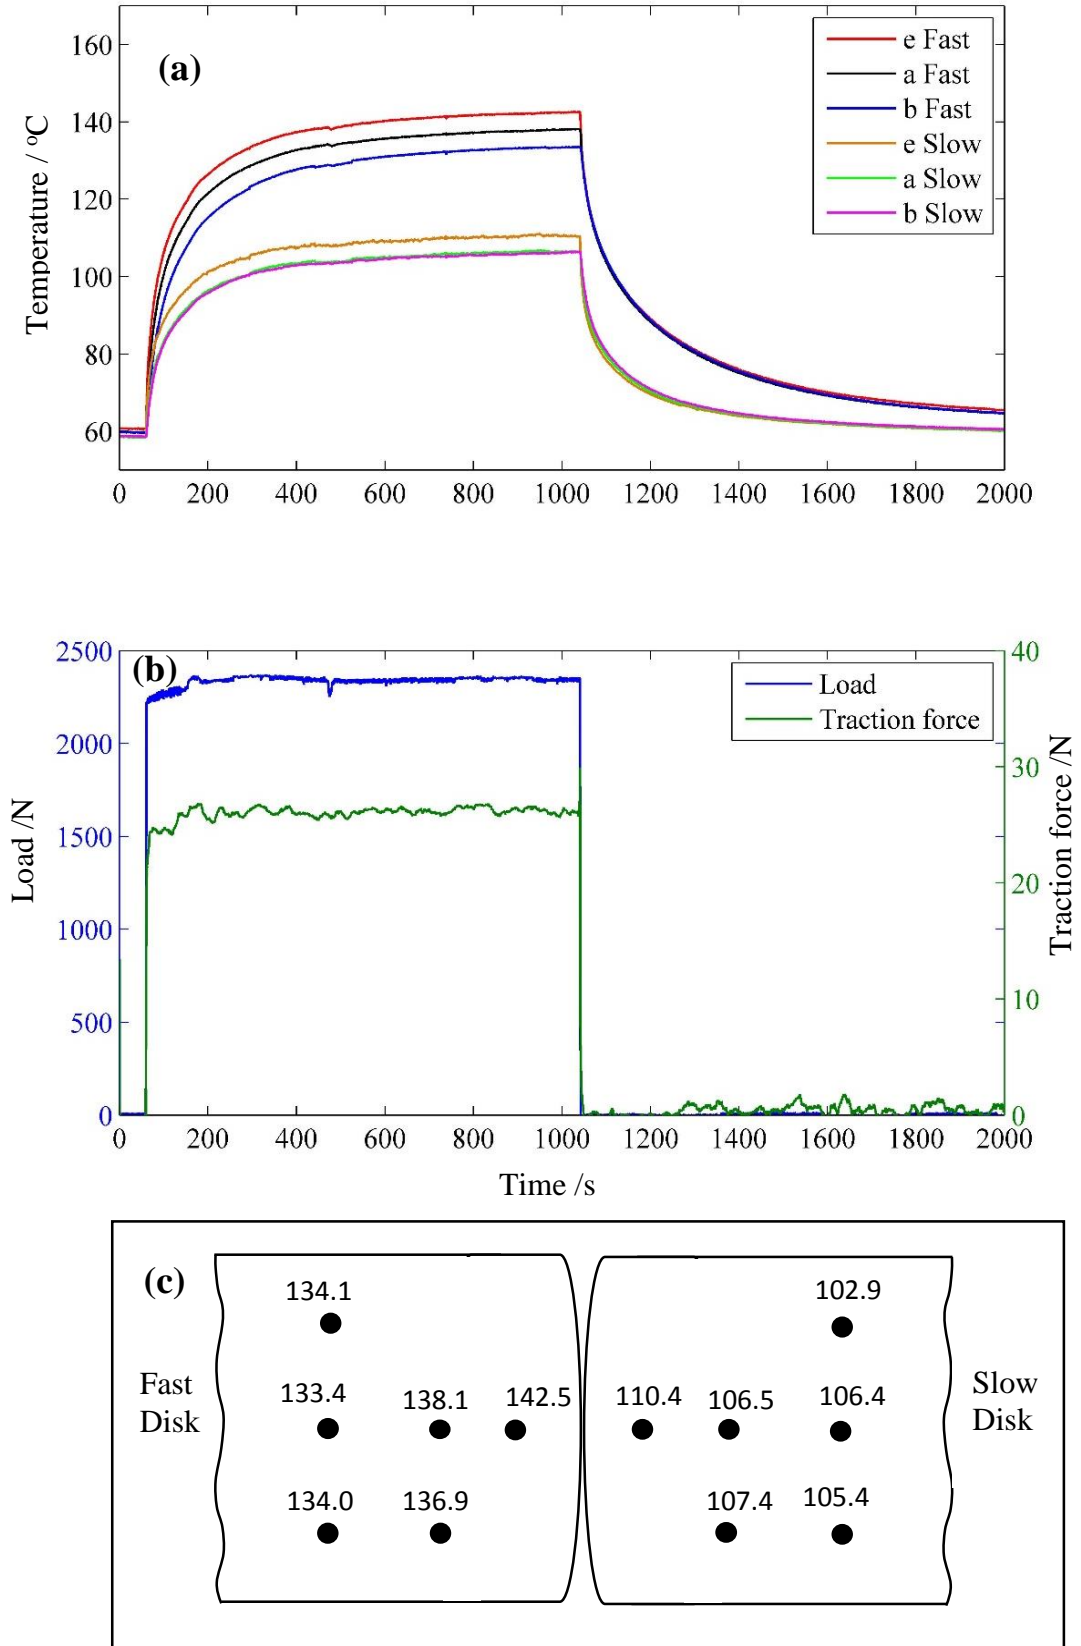 160
140
120
100
80
60
Temperature / ºC
(a)
e Fast
a Fast
b Fast
e Slow
a Slow
b Slow
0 200 400 600 800 1000 1200 1400 1600 1800 2000
2500
2000
1500
1000
500
0
Load /N
(b)
Load
Traction force
40
30
20
10
0
Traction force /N
0 200 400 600 800 1000 1200 1400 1600 1800 2000
Time /s
(c)
134.1 102.9
Fast
Disk
133.4 138.1 142.5 110.4 106.5 106.4
Slow
Disk
134.0 136.9 107.4 105.4